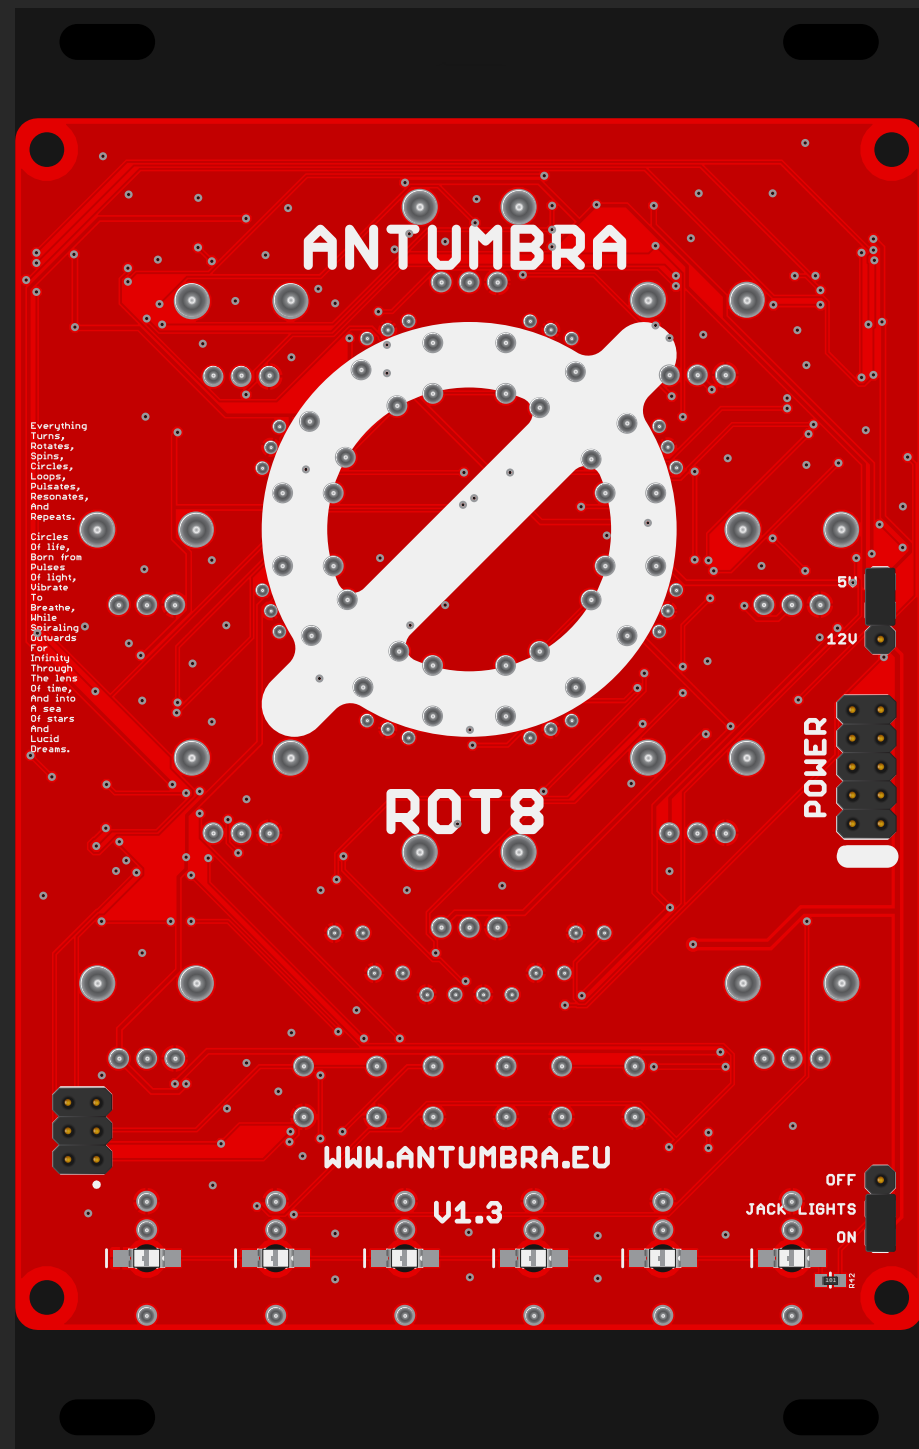 ANTUMBRA
Everything
Turns,
Rotates,
Spins,
Circles,
Loops,
Pulsates,
Resonates,
And
Repeats.
Circles
Of life,
Born from
Pulses
Of light,
Vibrate
To
Breathe,
While
Spiraling
Outwards
For
Infinity
Through
The lens
Of time,
And into
A sea
Of stars
And
Lucid
Dreams.
5V
12V
POWER
ROT8
WWW.ANTUMBRA.EU
V1.3
OFF
JACK LIGHTS
ON
R42
101